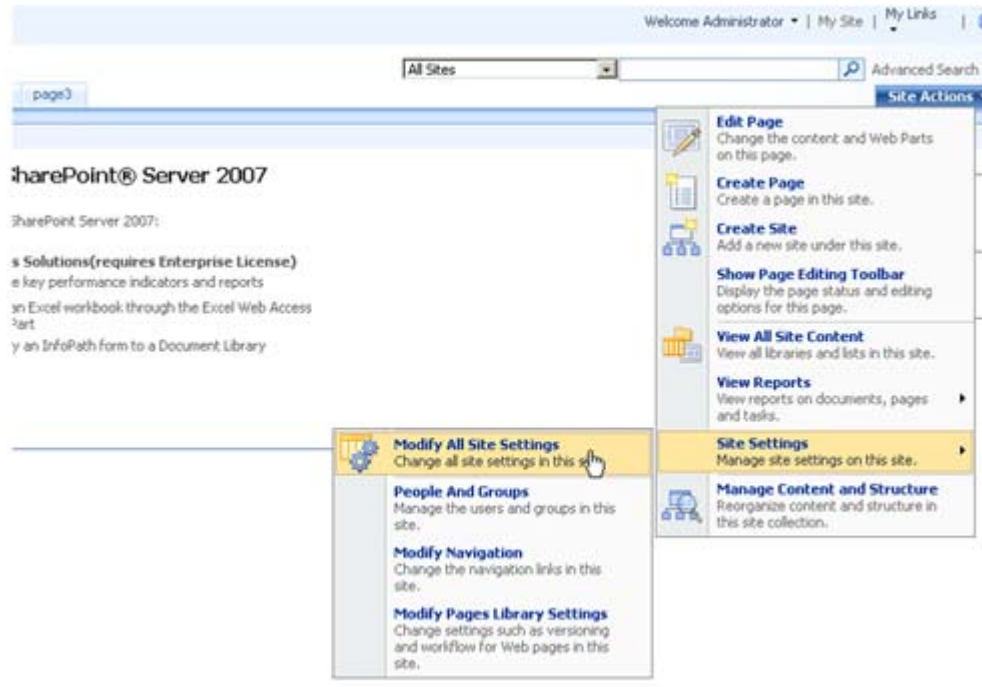 Welcome Administrator | My Site | My Links |
All Sites
Advanced Search
page3
Site Actions
harePoint® Server 2007
SharePoint Server 2007:
s Solutions(requires Enterprise License)
e key performance indicators and reports
an Excel workbook through the Excel Web Access
Part
y an InfoPath form to a Document Library
Edit Page
Change the content and Web Parts
on this page.
Create Page
Create a page in this site.
Create Site
Add a new site under this site.
Show Page Editing Toolbar
Display the page status and editing
options for this page.
View All Site Content
View all libraries and lists in this site.
View Reports
View reports on documents, pages
and tasks.
Site Settings
Manage site settings on this site.
Manage Content and Structure
Reorganize content and structure in
this site collection.
Modify All Site Settings
Change all site settings in this
People And Groups
Manage the users and groups in this
site.
Modify Navigation
Change the navigation links in this
site.
Modify Pages Library Settings
Change settings such as versioning
and workflow for Web pages in this
site.